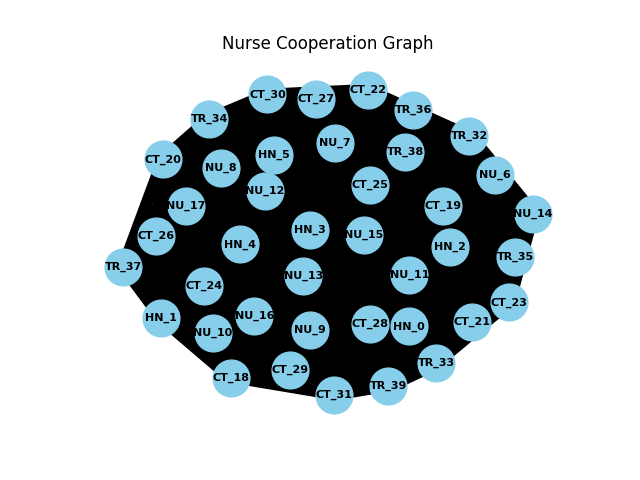 Nurse Cooperation Graph
CT_22
CT_30
CT_27
TR_36
TR_34
TR_32
NU_7
TR_38
HN_5
CT_20
NU_8
NU_6
CT_25
NU_12
NU_17
CT_19
NU_14
HN_3
NU_15
CT_26
HN_4
HN_2
TR_35
TR_37
NU_13
NU_11
CT_24
CT_23
NU_16
HN_1
CT_21
CT_28
HN_0
NU_9
NU_10
TR_33
CT_29
CT_18
TR_39
CT_31